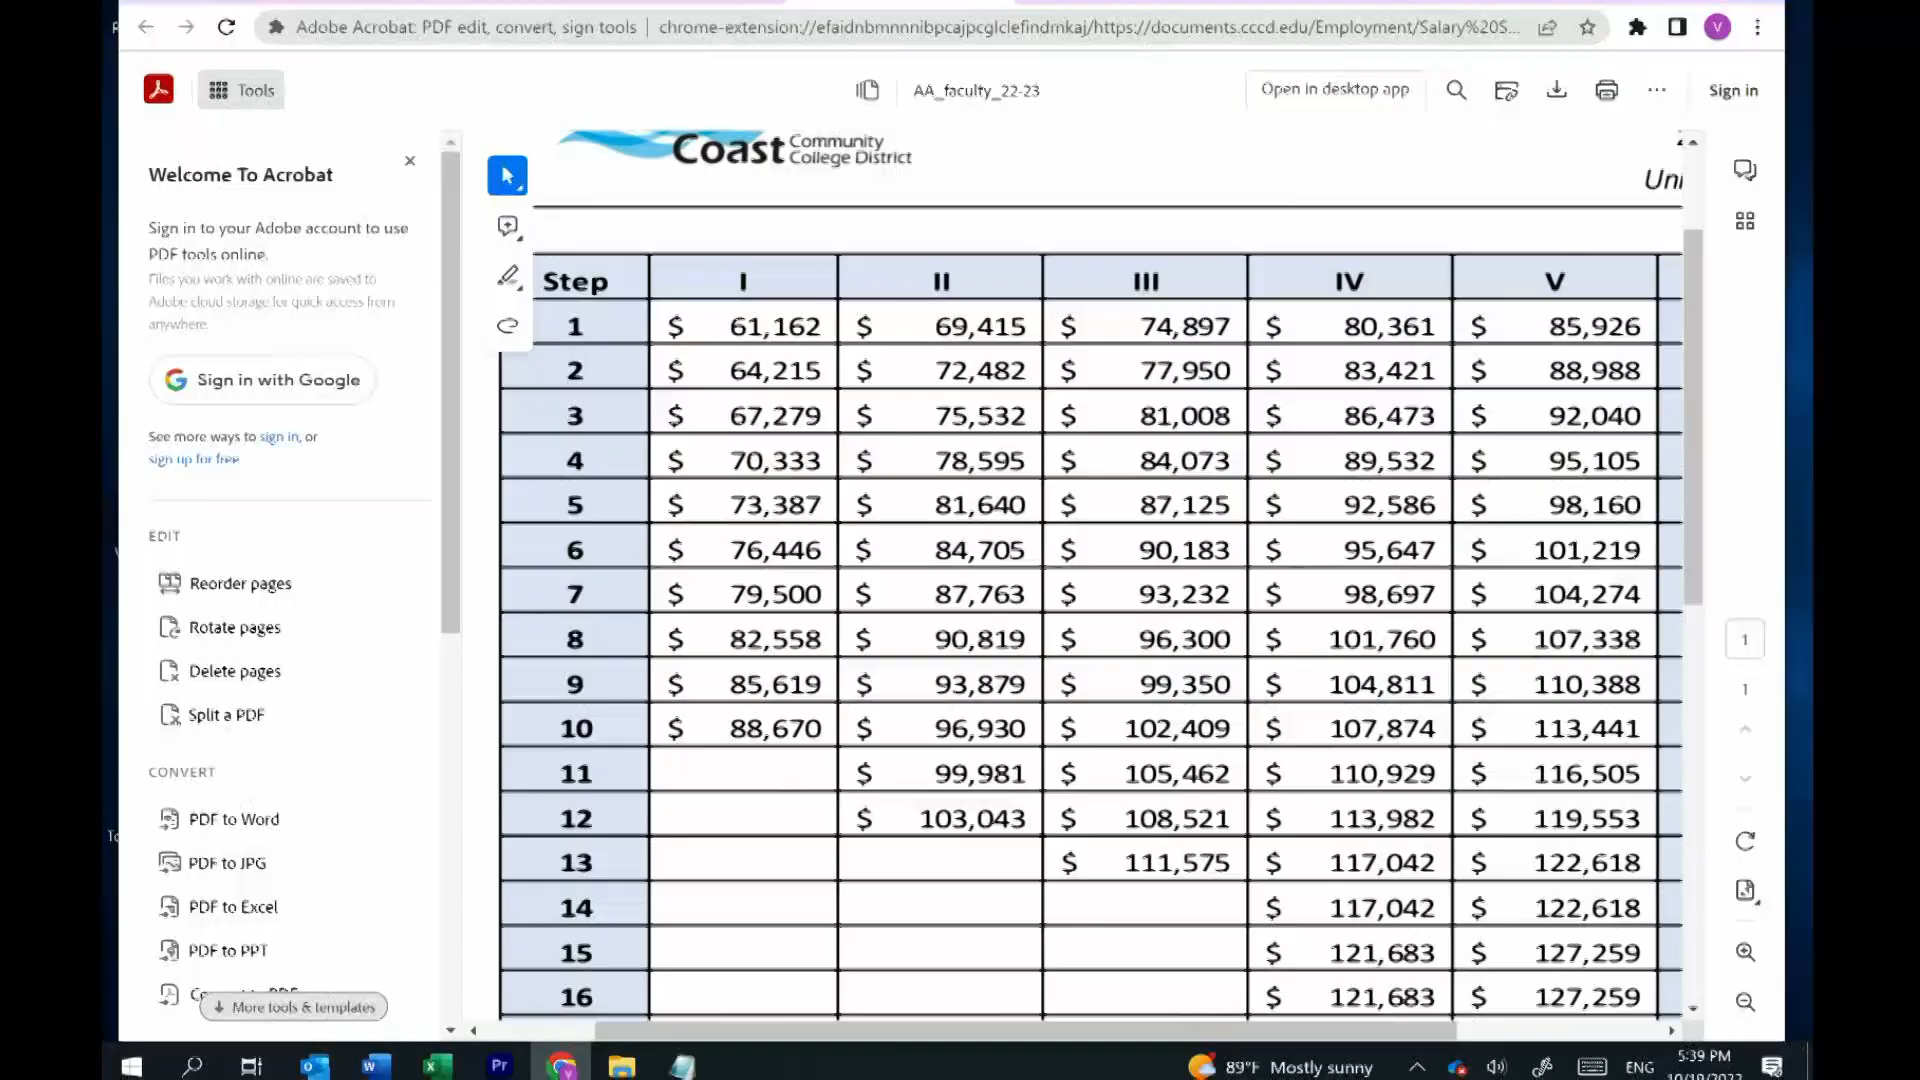 Adobe Acrobat: PDF edit, convert, sign tools | chrome-extension://efaidnbmnnnibpcajpcglclefindmkaj/https://documents.cccd.edu/Employment/Salary%20S...
V
Tools
AA_faculty_22-23
Open in desktop app
Sign in
Welcome To Acrobat
Sign in to your Adobe account to use
PDF tools online.
Files you work with online are saved to
Adobe cloud storage for quick access from
anywhere.
Sign in with Google
See more ways to sign in, or
sign up for free
EDIT
Reorder pages
Rotate pages
Delete pages
Split a PDF
CONVERT
PDF to Word
PDF to JPG
PDF to Excel
PDF to PPT
More tools & templates
Coast Community
College District
Uni
Step I II III IV V
1 $ 61,162 $ 69,415 $ 74,897 $ 80,361 $ 85,926
2 $ 64,215 $ 72,482 $ 77,950 $ 83,421 $ 88,988
3 $ 67,279 $ 75,532 $ 81,008 $ 86,473 $ 92,040
4 $ 70,333 $ 78,595 $ 84,073 $ 89,532 $ 95,105
5 $ 73,387 $ 81,640 $ 87,125 $ 92,586 $ 98,160
6 $ 76,446 $ 84,705 $ 90,183 $ 95,647 $ 101,219
7 $ 79,500 $ 87,763 $ 93,232 $ 98,697 $ 104,274
8 $ 82,558 $ 90,819 $ 96,300 $ 101,760 $ 107,338
9 $ 85,619 $ 93,879 $ 99,350 $ 104,811 $ 110,388
10 $ 88,670 $ 96,930 $ 102,409 $ 107,874 $ 113,441
11 $ 99,981 $ 105,462 $ 110,929 $ 116,505
12 $ 103,043 $ 108,521 $ 113,982 $ 119,553
13 $ 111,575 $ 117,042 $ 122,618
14 $ 117,042 $ 122,618
15 $ 121,683 $ 127,259
16 $ 121,683 $ 127,259
1
1
Pr
89°F Mostly sunny
ENG
5:39 PM